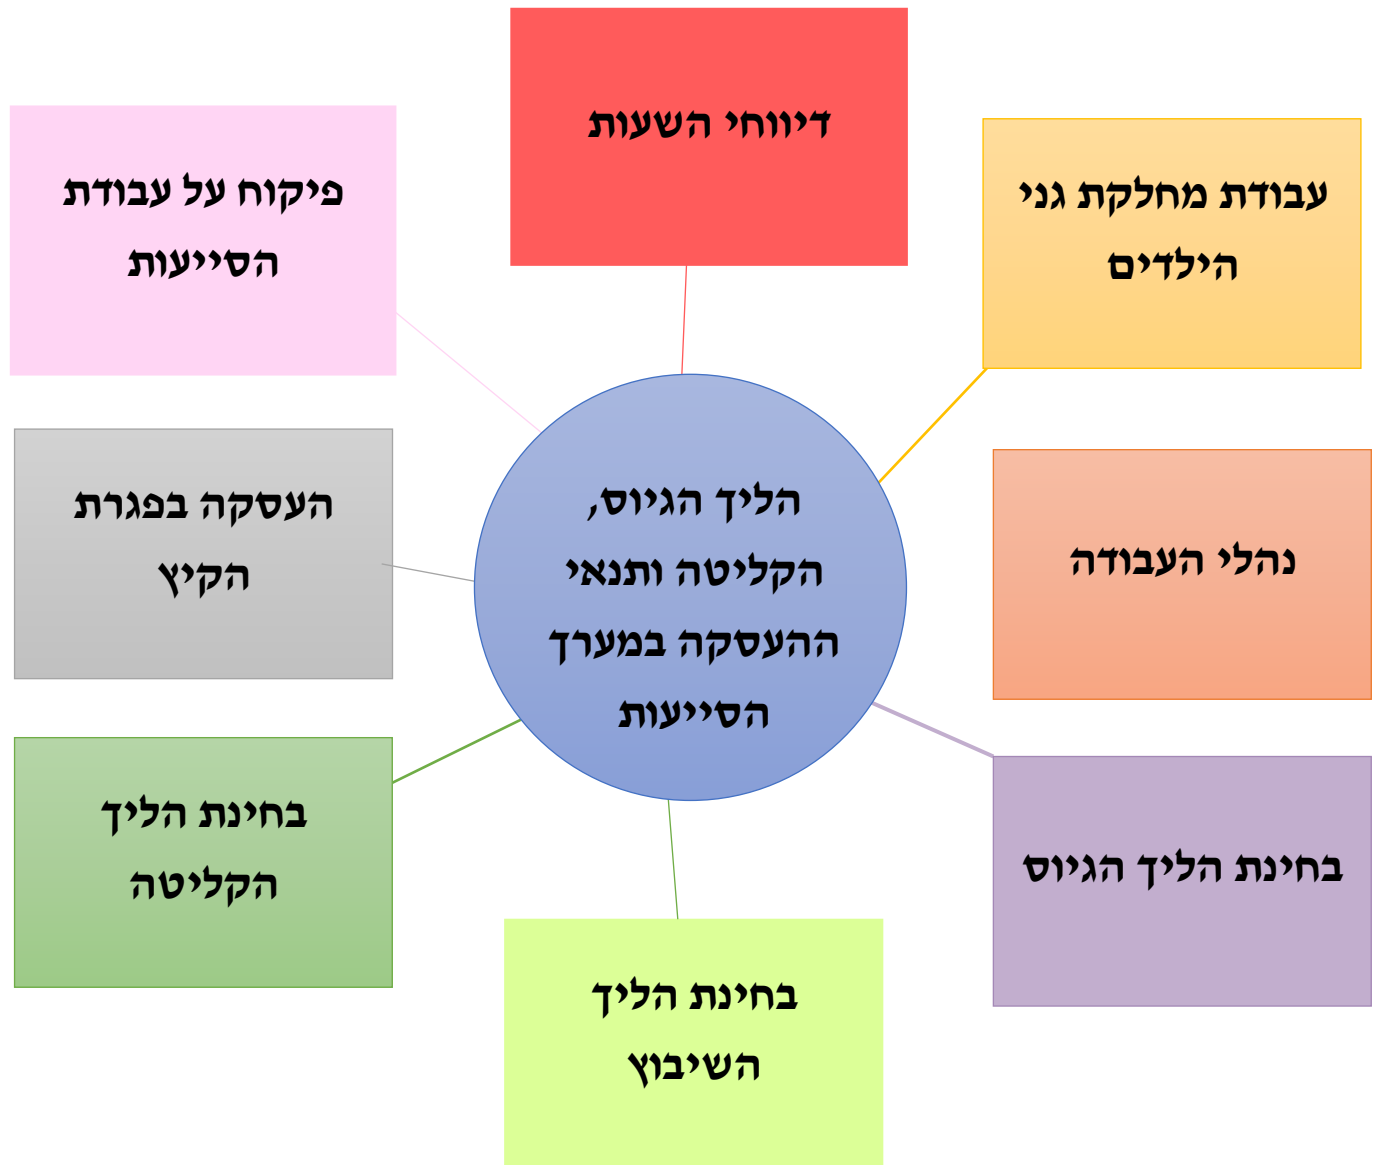 דיווחי השעות
עבודת מחלקת גני
הילדים
נהלי העבודה
בחינת הליך הגיוס
בחינת הליך
השיבוץ
בחינת הליך
הקליטה
העסקה בפגרת
הקיץ
פיקוח על עבודת
הסייעות
הליך הגיוס,
הקליטה ותנאי
ההעסקה במערך
הסייעות